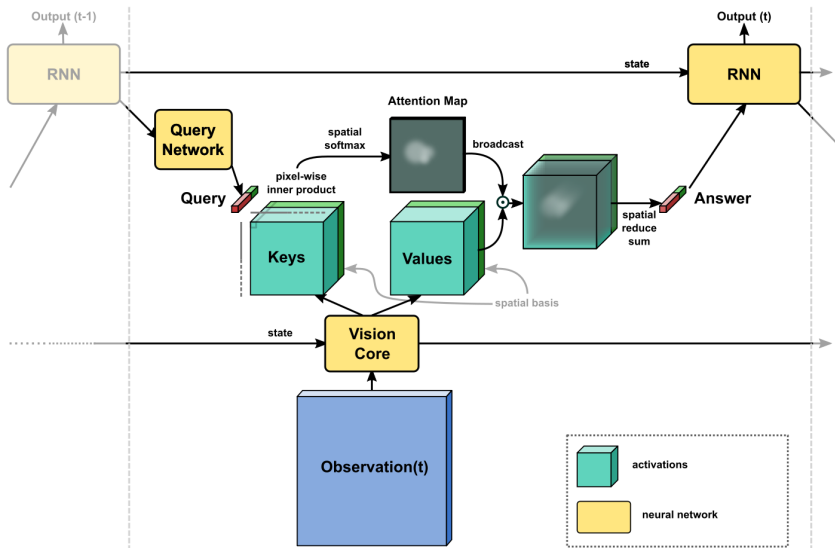 Output (t-1)
Output (t)
RNN
state
RNN
Query
Network
Attention Map
spatial
softmax
broadcast
pixel-wise
inner product
Query
Answer
spatial
reduce
sum
Keys
Values
spatial basis
state
Vision
Core
Observation(t)
activations
neural network